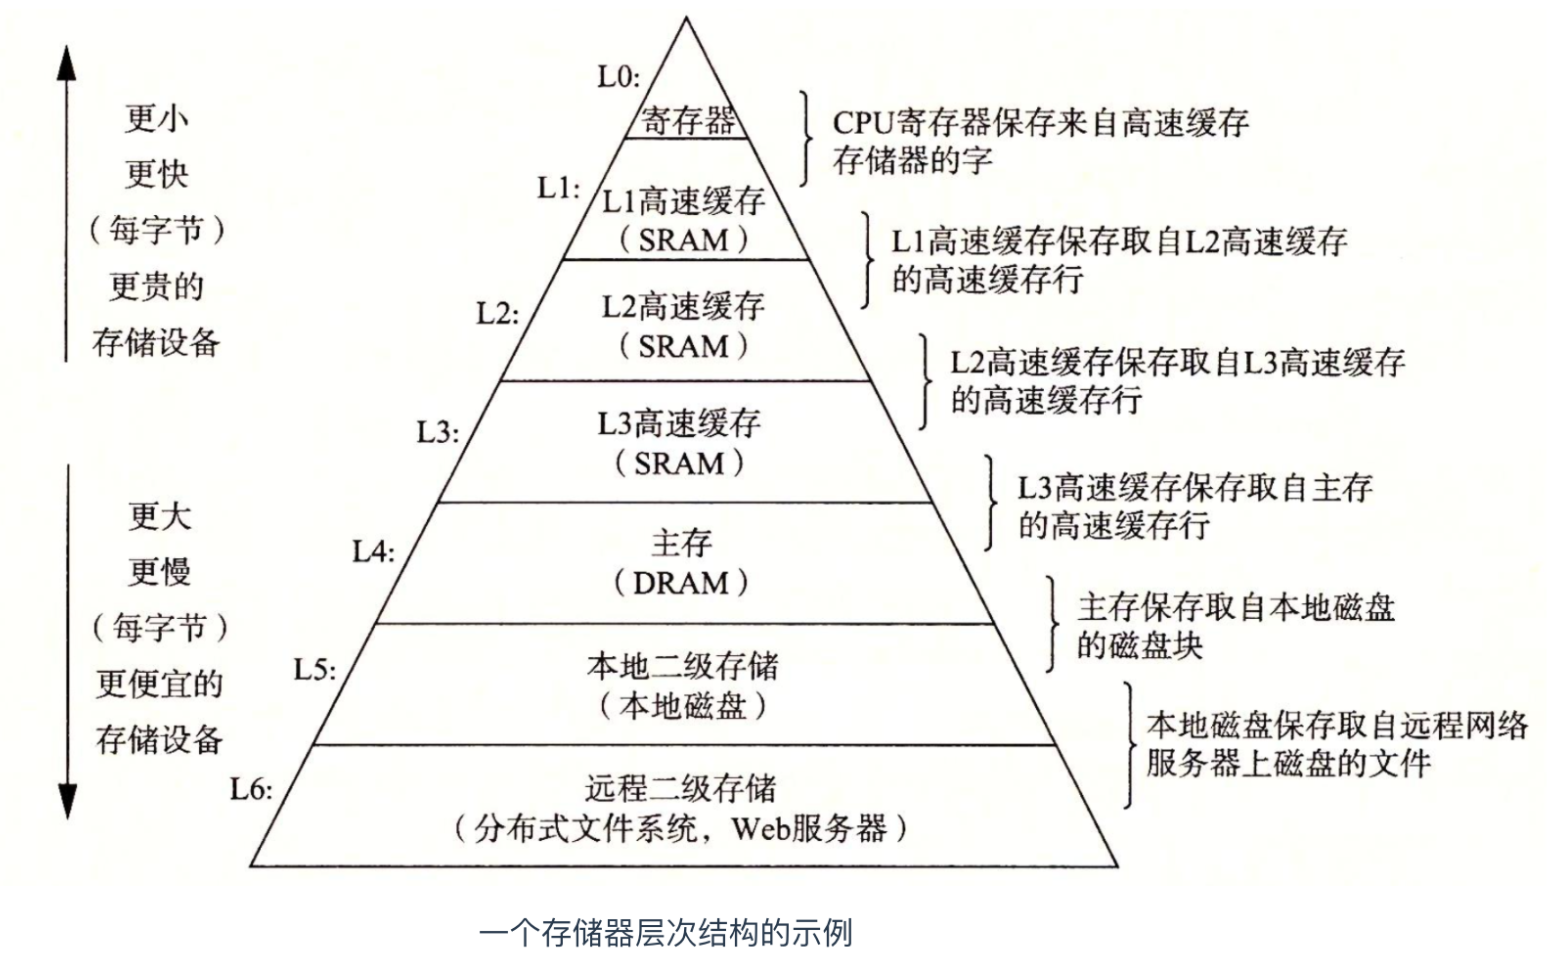 更小
更快
（每字节）
更贵的
存储设备
更大
更慢
（每字节）
更便宜的
存储设备
L0:
寄存器
CPU寄存器保存来自高速缓存
存储器的字
L1:
L1高速缓存
（SRAM）
L1高速缓存保存取自L2高速缓存
的高速缓存行
L2:
L2高速缓存
（SRAM）
L2高速缓存保存取自L3高速缓存
的高速缓存行
L3:
L3高速缓存
（SRAM）
L3高速缓存保存取自主存
的高速缓存行
L4:
主存
（DRAM）
主存保存取自本地磁盘
的磁盘块
L5:
本地二级存储
（本地磁盘）
本地磁盘保存取自远程网络
服务器上磁盘的文件
L6:
远程二级存储
（分布式文件系统，Web服务器）
一个存储器层次结构的示例